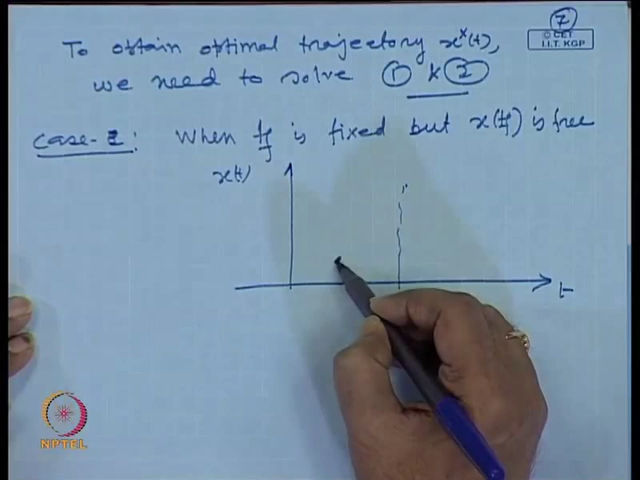 7
© CET
I.I.T. KGP
To obtain optimal trajectory x*(t),
we need to solve ① & ②
Case-I: When tf is fixed but x(tf) is free
x(t)
t
NPTEL